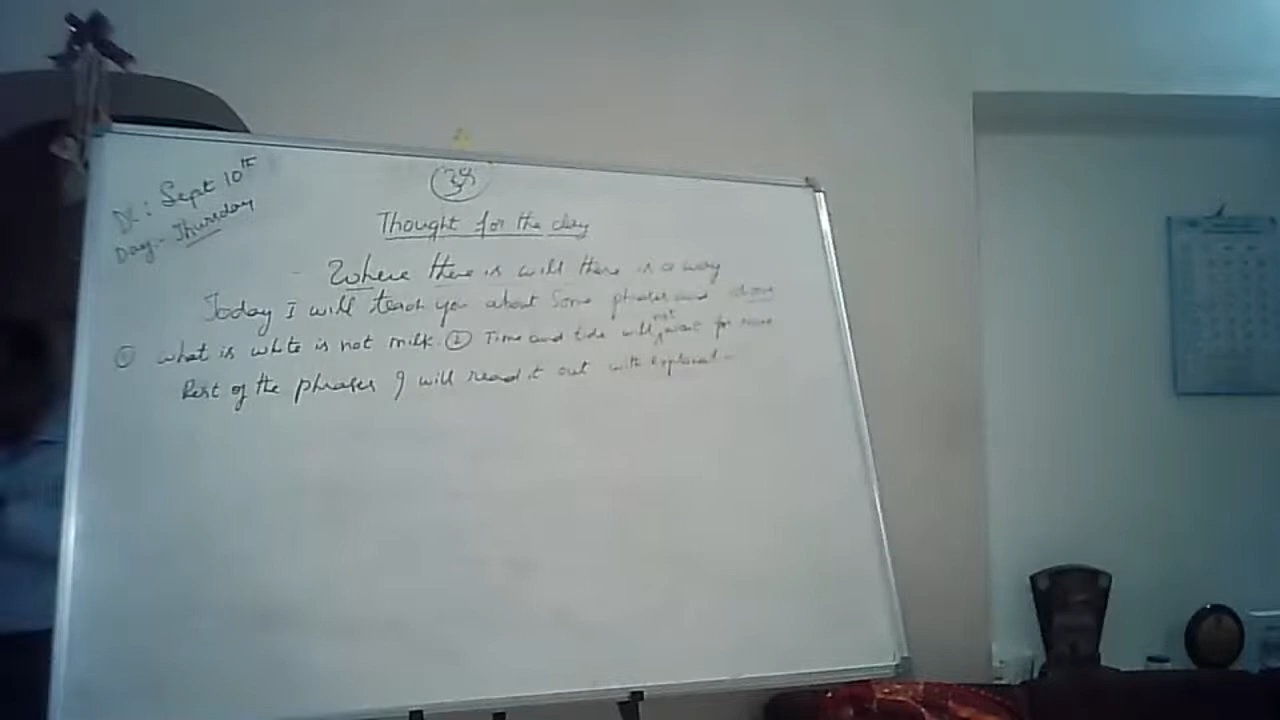 Dt: Sept 10th
Day:- Thursday
ॐ
Thought for the day
Where there is will there is a way
Today I will teach you about Some phrases and
① what is white is not milk. ② Time and tide will not wait for none
Rest of the phrases I will read it out with